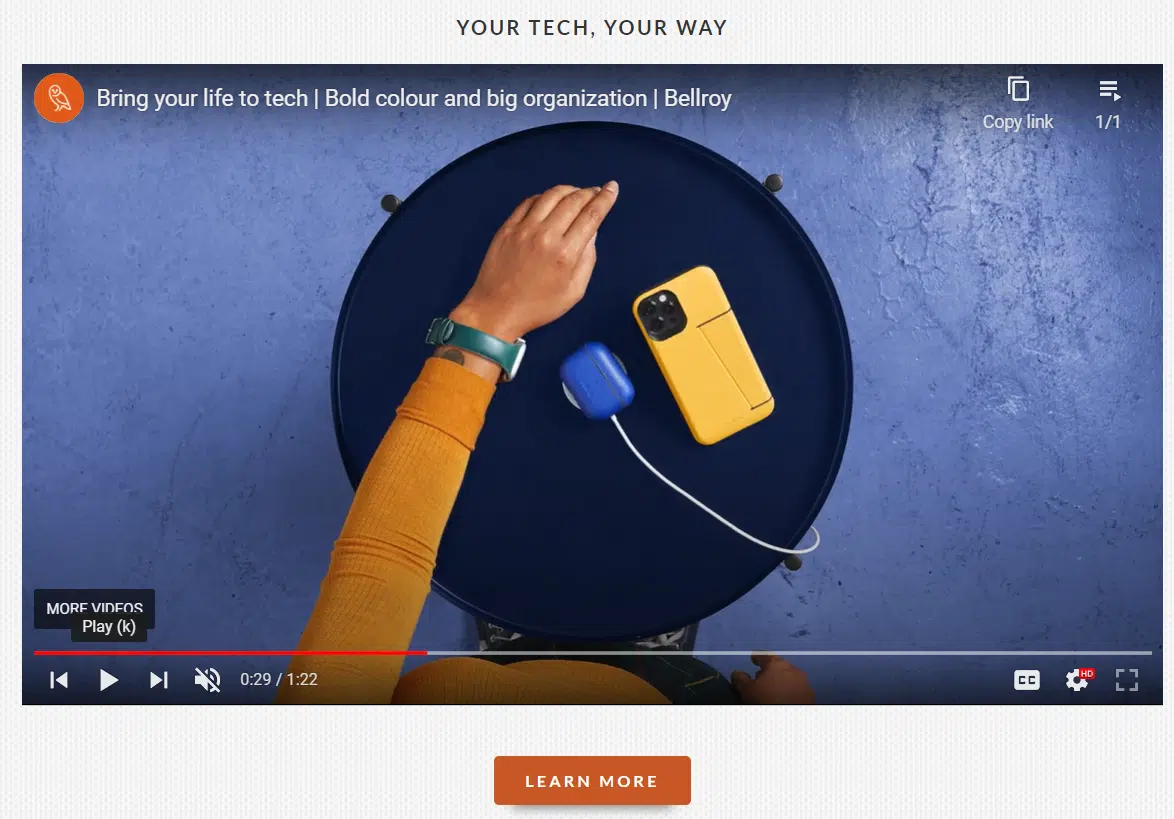 YOUR TECH, YOUR WAY
Bring your life to tech | Bold colour and big organization | Bellroy
Copy link
1/1
MORE VIDEOS
Play (k)
0:29 / 1:22
CC
HD
LEARN MORE